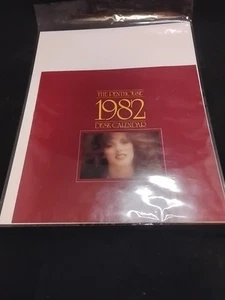 THE PENTHOUSE
1982
DESK CALENDAR